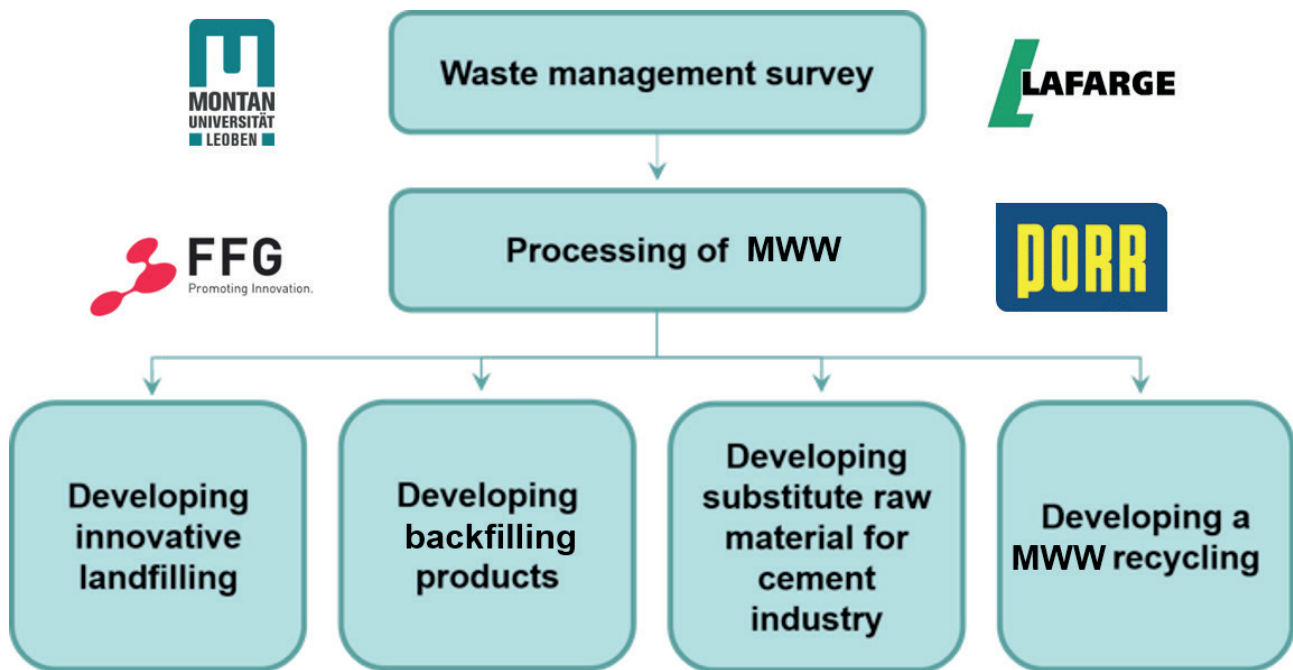 MONTAN
UNIVERSITÄT
LEOBEN
Waste management survey
LAFARGE
FFG
Promoting Innovation.
Processing of MWW
PORR
Developing
innovative
landfilling
Developing
backfilling
products
Developing
substitute raw
material for
cement
industry
Developing a
MWW recycling